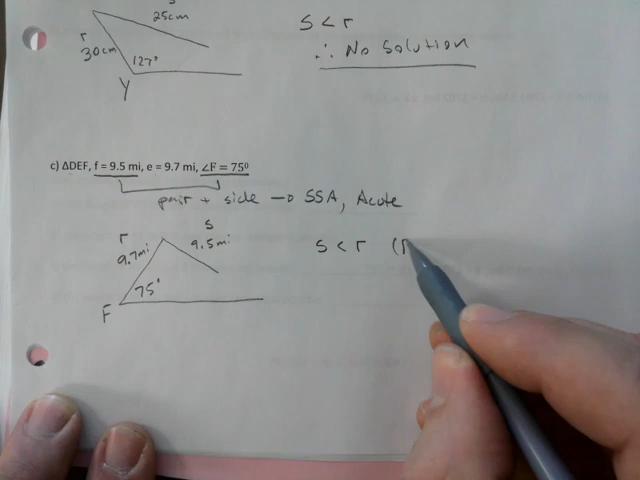 s
25cm
r
30cm
127°
Y
S < r
∴ No Solution
c) ΔDEF, f = 9.5 mi, e = 9.7 mi, ∠F = 75°
pair + side → SSA, Acute
r
9.7mi
s
9.5mi
75°
F
S < r (